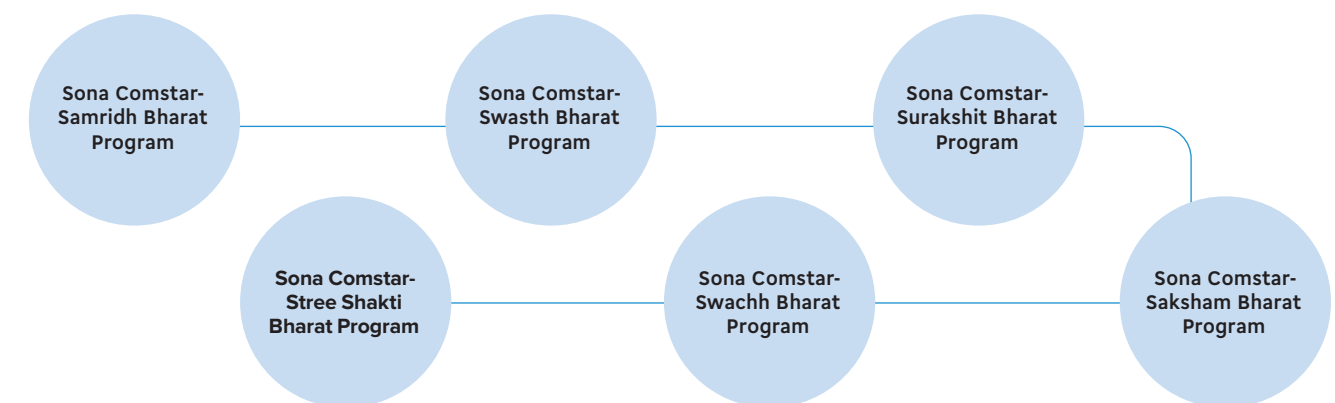 Sona Comstar-
Samridh Bharat
Program
Sona Comstar-
Swasth Bharat
Program
Sona Comstar-
Surakshit Bharat
Program
Sona Comstar-
Saksham Bharat
Program
Sona Comstar-
Swachh Bharat
Program
Sona Comstar-
Stree Shakti
Bharat Program